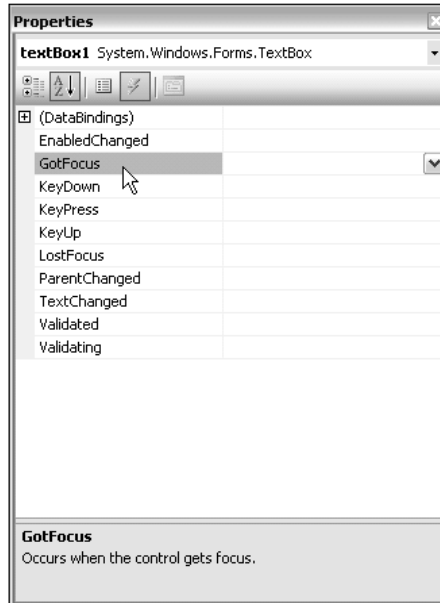 Properties
textBox1 System.Windows.Forms.TextBox
(DataBindings)
EnabledChanged
GotFocus
KeyDown
KeyPress
KeyUp
LostFocus
ParentChanged
TextChanged
Validated
Validating
GotFocus
Occurs when the control gets focus.